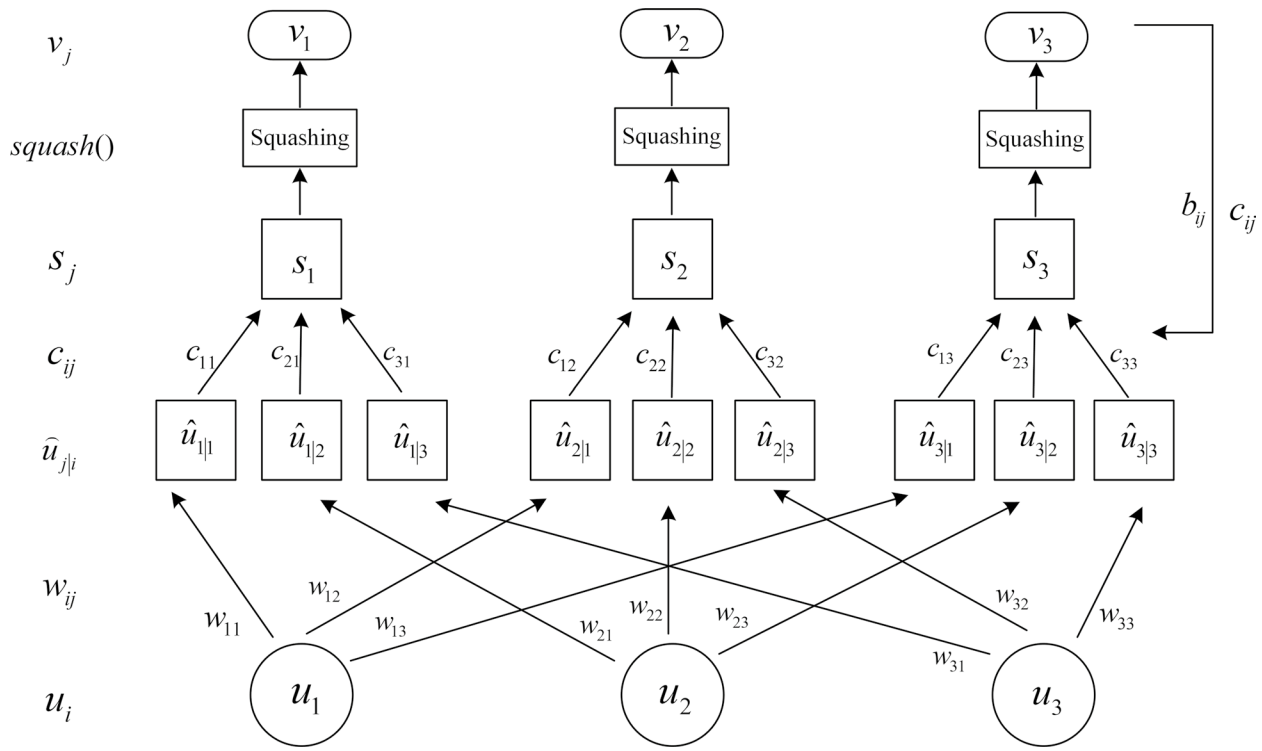 v_j v_1 v_2 v_3
squash() Squashing Squashing Squashing
b_ij c_ij
s_j s_1 s_2 s_3
c_ij c_11 c_21 c_31 c_12 c_22 c_32 c_13 c_23 c_33
û_j|i û_1|1 û_1|2 û_1|3 û_2|1 û_2|2 û_2|3 û_3|1 û_3|2 û_3|3
w_ij w_11 w_12 w_13 w_21 w_22 w_23 w_31 w_32 w_33
u_i u_1 u_2 u_3